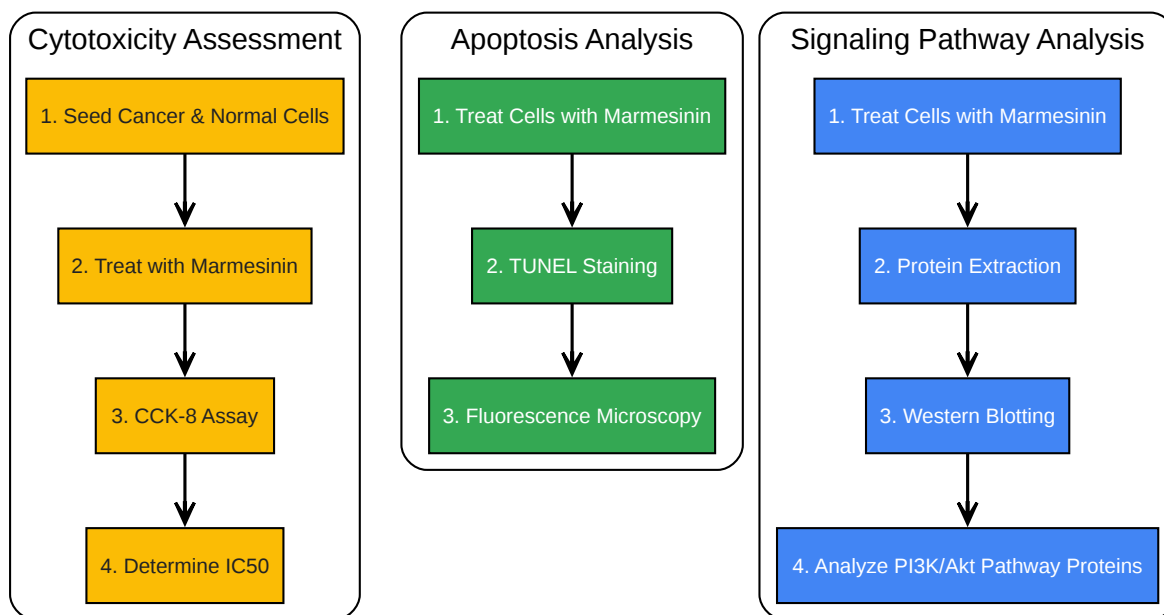 Cytotoxicity Assessment
1. Seed Cancer & Normal Cells
2. Treat with Marmesinin
3. CCK-8 Assay
4. Determine IC50
Apoptosis Analysis
1. Treat Cells with Marmesinin
2. TUNEL Staining
3. Fluorescence Microscopy
Signaling Pathway Analysis
1. Treat Cells with Marmesinin
2. Protein Extraction
3. Western Blotting
4. Analyze PI3K/Akt Pathway Proteins